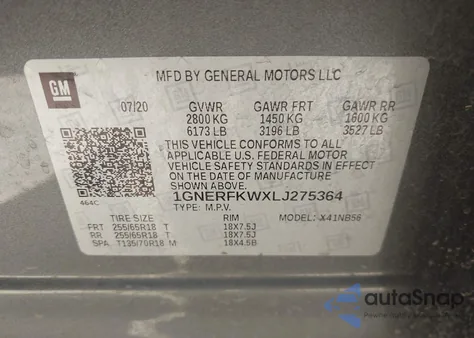 GM
MFD BY GENERAL MOTORS LLC
07/20 GVWR GAWR FRT GAWR RR
2800 KG 1450 KG 1600 KG
6173 LB 3196 LB 3527 LB
THIS VEHICLE CONFORMS TO ALL
APPLICABLE U.S. FEDERAL MOTOR
VEHICLE SAFETY STANDARDS IN EFFECT
ON THE DATE OF MANUFACTURE
SHOWN ABOVE.
1GNERFKWXLJ275364
464C TYPE: M.P.V.
TIRE SIZE RIM MODEL: X41NB56
FRT 255/65R18 T 18X7.5J
RR 255/65R18 T 18X7.5J
SPA T135/70R18 M 18X4.5B
autoSnap